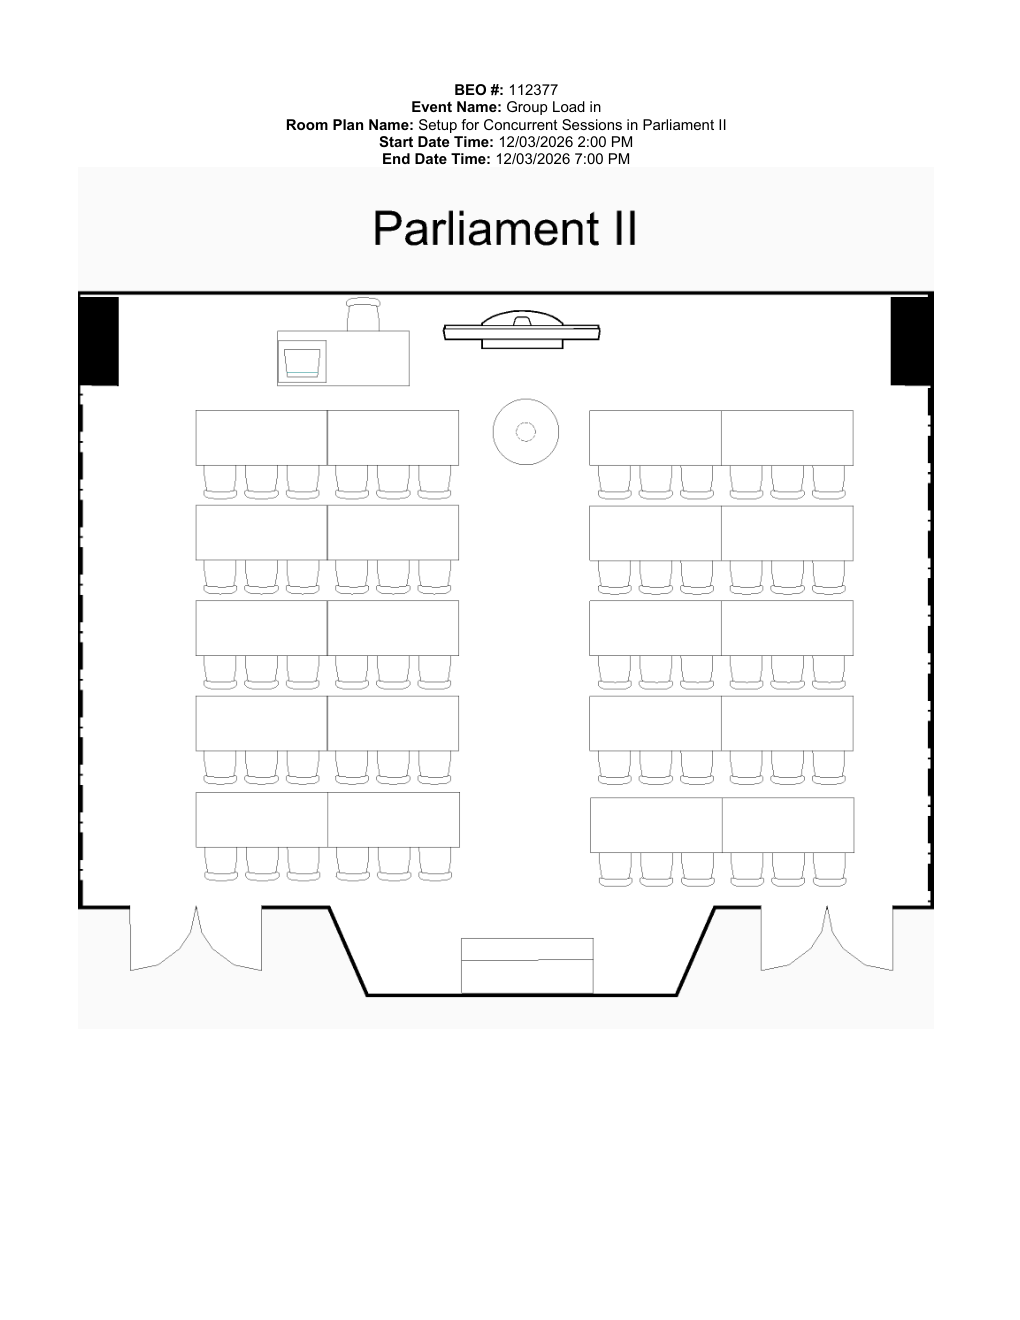 BEO #: 112377
Event Name: Group Load in
Room Plan Name: Setup for Concurrent Sessions in Parliament II
Start Date Time: 12/03/2026 2:00 PM
End Date Time: 12/03/2026 7:00 PM
Parliament II